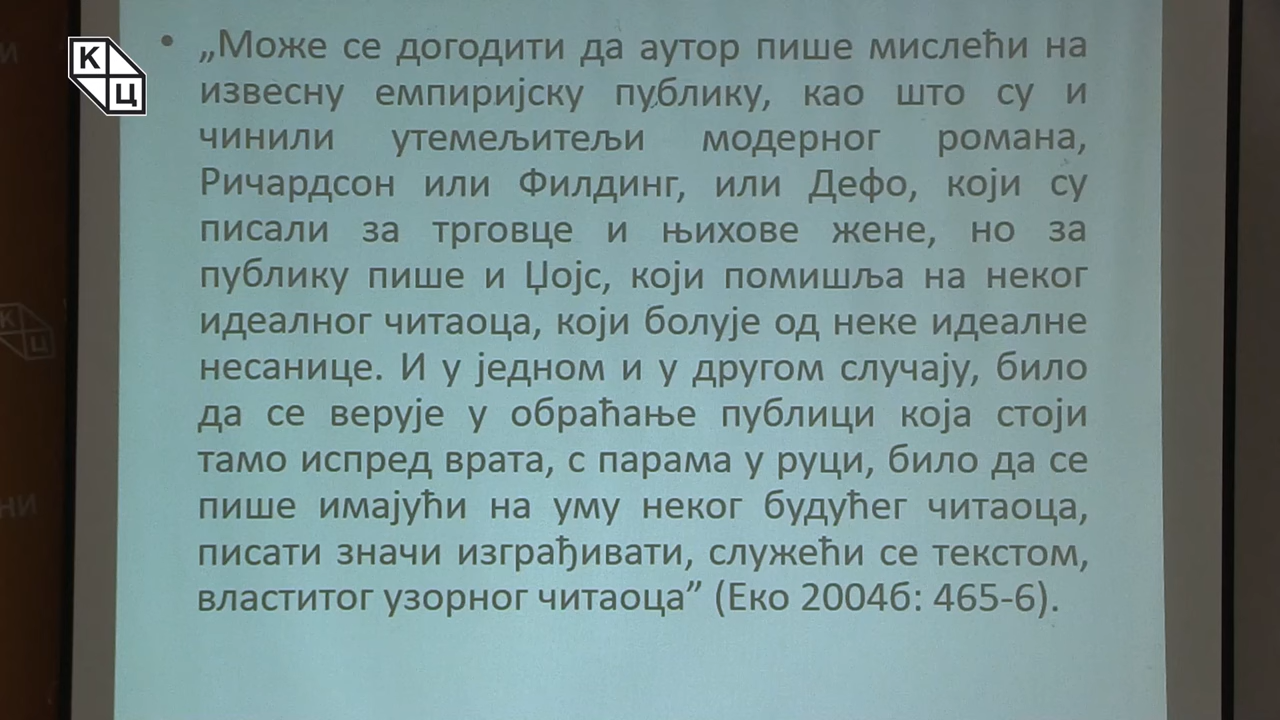 К
Ц
• „Може се догодити да аутор пише мислећи на
извесну емпиријску публику, као што су и
чинили утемељитељи модерног романа,
Ричардсон или Филдинг, или Дефо, који су
писали за трговце и њихове жене, но за
публику пише и Џојс, који помишља на неког
идеалног читаоца, који болује од неке идеалне
несанице. И у једном и у другом случају, било
да се верује у обраћање публици која стоји
тамо испред врата, с парама у руци, било да се
пише имајући на уму неког будућег читаоца,
писати значи изграђивати, служећи се текстом,
властитог узорног читаоца” (Еко 2004б: 465-6).
К
Ц
ни